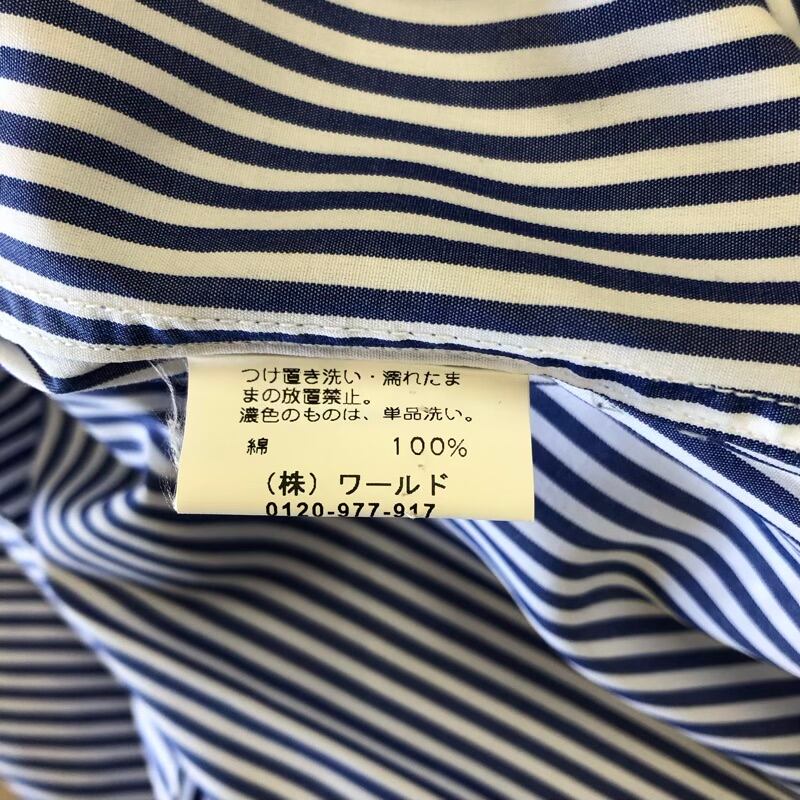 つけ置き洗い・濡れたま
まの放置禁止。
濃色のものは、単品洗い。
綿 100%
（株）ワールド
0120-977-917